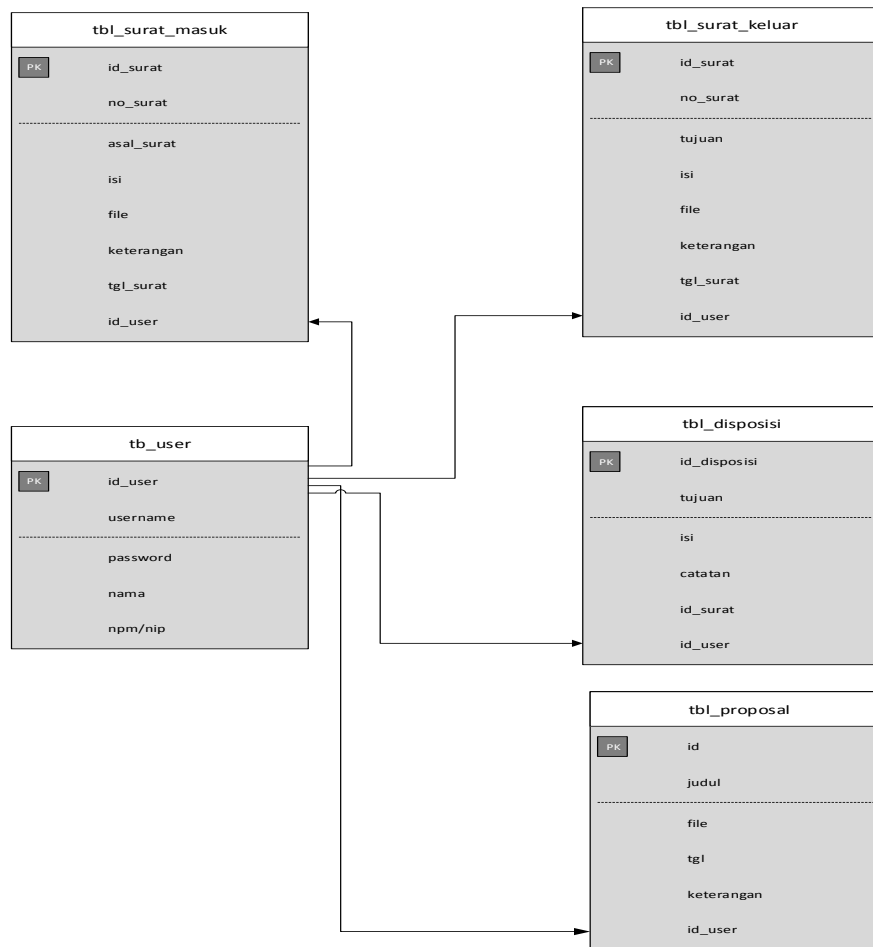 tbl_surat_masuk
PK id_surat
no_surat
asal_surat
isi
file
keterangan
tgl_surat
id_user
tbl_surat_keluar
PK id_surat
no_surat
tujuan
isi
file
keterangan
tgl_surat
id_user
tb_user
PK id_user
username
password
nama
npm/nip
tbl_disposisi
PK id_disposisi
tujuan
isi
catatan
id_surat
id_user
tbl_proposal
PK id
judul
file
tgl
keterangan
id_user